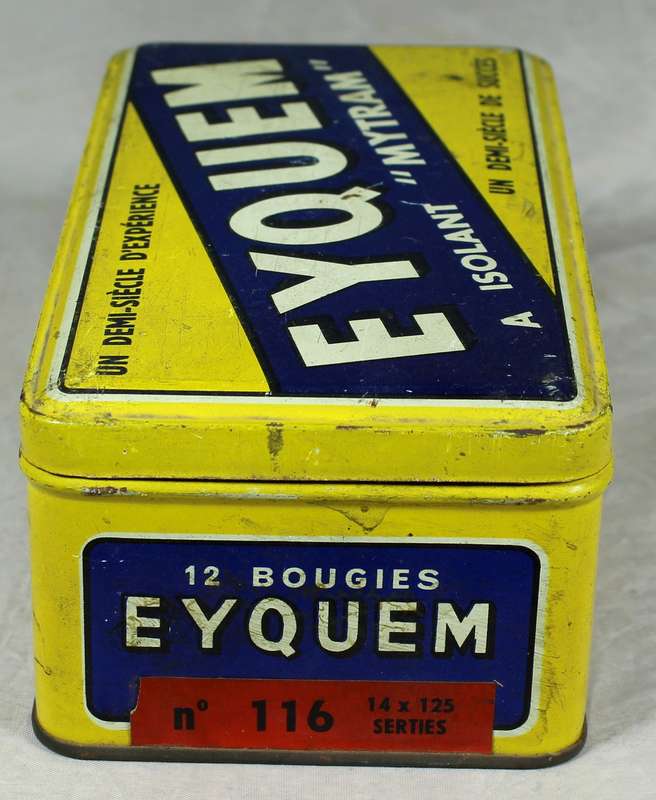 UN DEMI-SIÈCLE D'EXPÉRIENCE
EYQUEM
A ISOLANT "MYTRAM"
UN DEMI-SIÈCLE DE SUCCÈS
12 BOUGIES
EYQUEM
n° 116 14 x 125
SERTIES